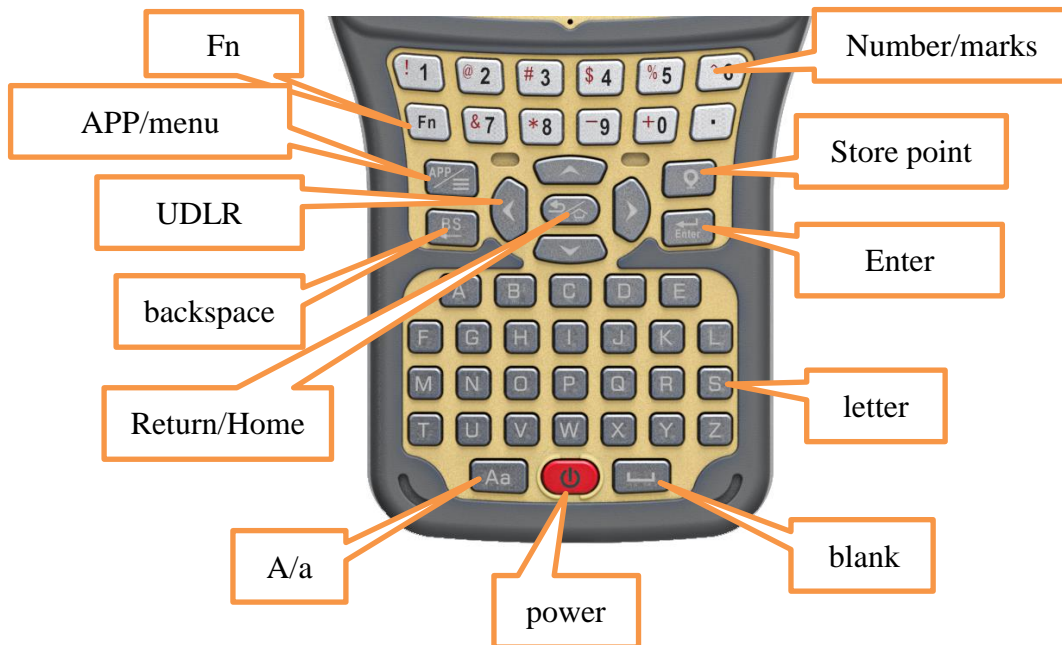 Fn
Number/marks
! 1 @ 2 # 3 $ 4 % 5 ^ 6
APP/menu
Fn & 7 * 8 - 9 + 0 .
Store point
APP
UDLR
BS
Enter
Enter
backspace
A B C D E
F G H I J K L
M N O P Q R S
letter
Return/Home
T U V W X Y Z
Aa
A/a
blank
power